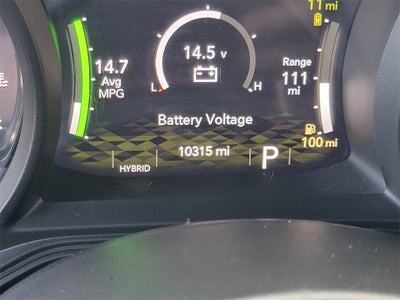 11 mi
14.7
Avg
MPG
14.5 v
L
H
Range
111
mi
Battery Voltage
100 mi
HYBRID
10315 mi
P